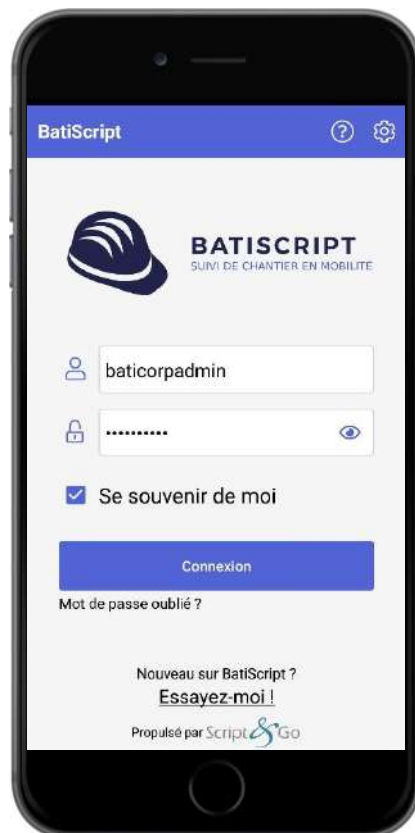 BatiScript
BATISCRIPT
SUIVI DE CHANTIER EN MOBILITE
baticorpadmin
••••••••••
Se souvenir de moi
Connexion
Mot de passe oublié ?
Nouveau sur BatiScript ?
Essayez-moi !
Propulsé par Script&Go